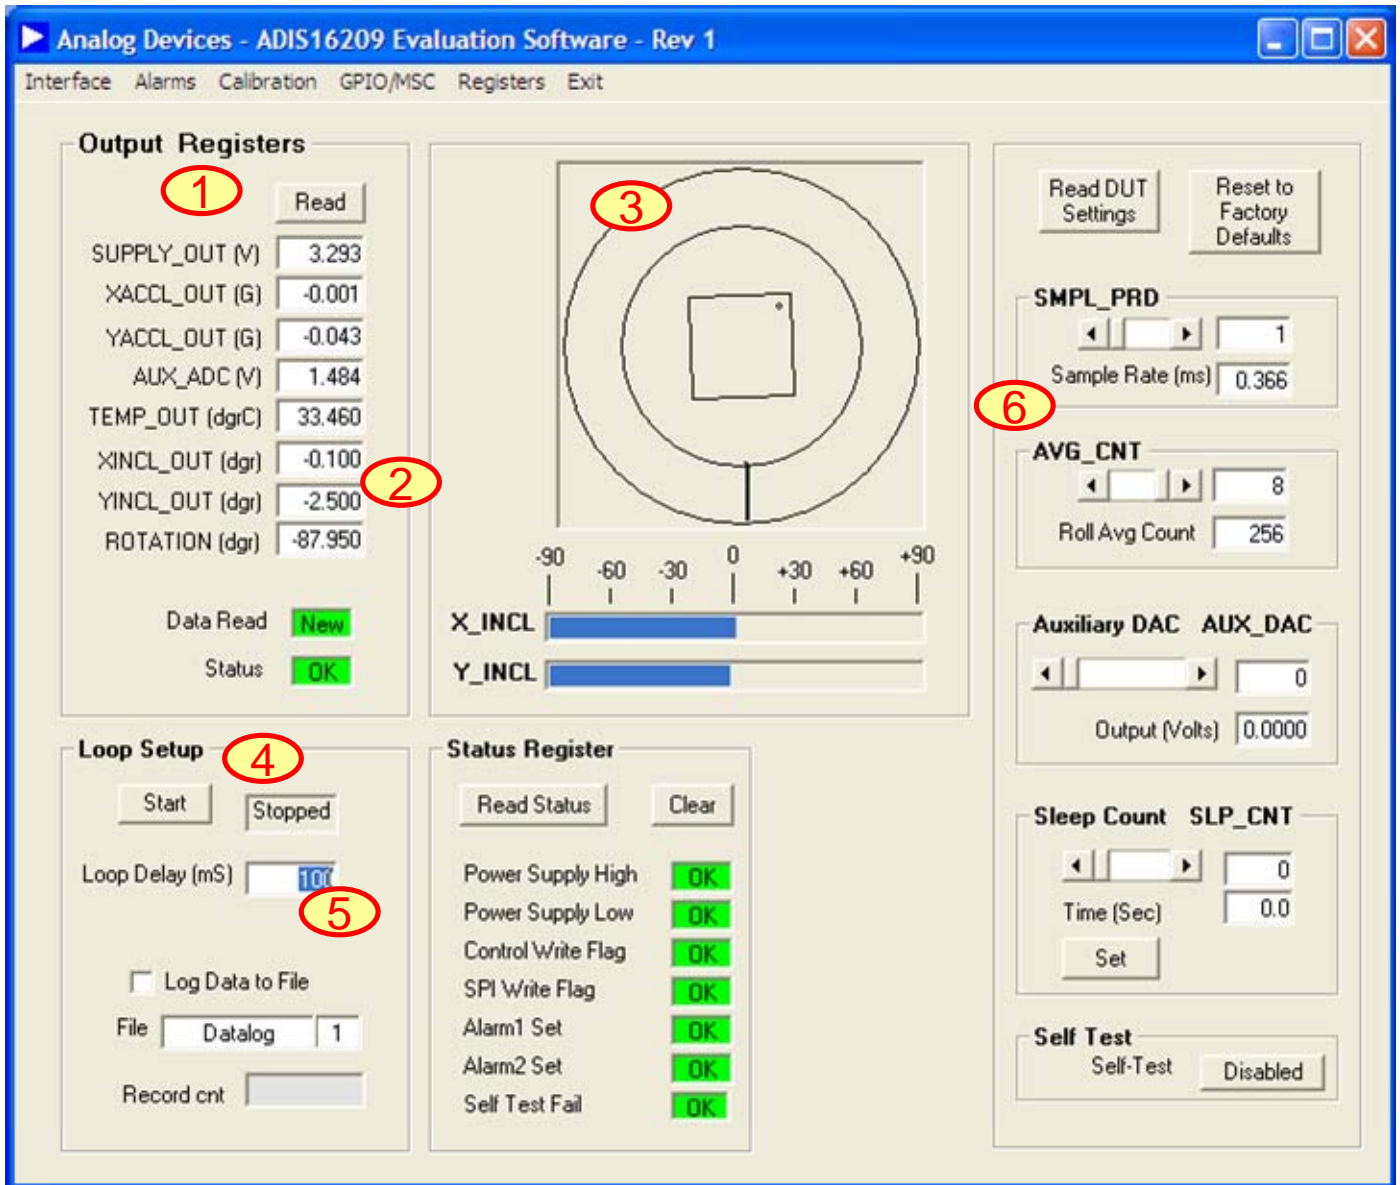 Analog Devices - ADIS16209 Evaluation Software - Rev 1
Interface Alarms Calibration GPIO/MSC Registers Exit
Output Registers
1
Read
SUPPLY_OUT (V) 3.293
XACCL_OUT (G) -0.001
YACCL_OUT (G) -0.043
AUX_ADC (V) 1.484
TEMP_OUT (dgrC) 33.460
XINCL_OUT (dgr) -0.100
2
YINCL_OUT (dgr) -2.500
ROTATION (dgr) -87.950
Data Read New
Status OK
3
-90 -60 -30 0 +30 +60 +90
X_INCL
Y_INCL
Loop Setup
4
Start Stopped
Loop Delay (mS) 100
5
Log Data to File
File Datalog 1
Record cnt
Status Register
Read Status Clear
Power Supply High OK
Power Supply Low OK
Control Write Flag OK
SPI Write Flag OK
Alarm1 Set OK
Alarm2 Set OK
Self Test Fail OK
Read DUT
Settings
Reset to
Factory
Defaults
SMPL_PRD
1
Sample Rate (ms) 0.366
6
AVG_CNT
8
Roll Avg Count 256
Auxiliary DAC AUX_DAC
0
Output (Volts) 0.0000
Sleep Count SLP_CNT
0
Time (Sec) 0.0
Set
Self Test
Self-Test Disabled